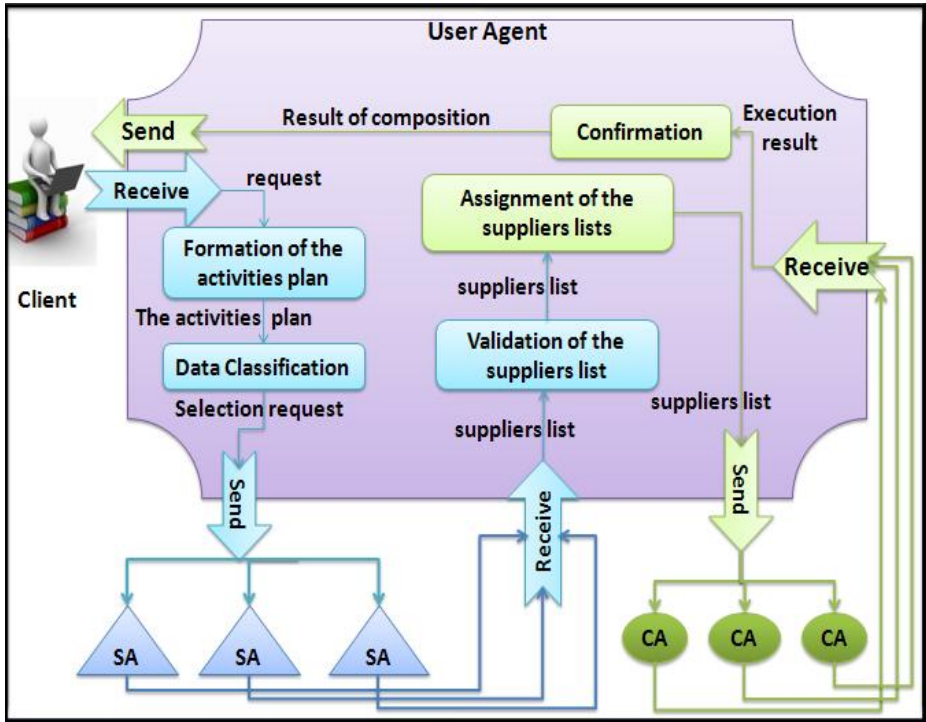 User Agent
Send
Result of composition
Confirmation
Execution
result
Receive
request
Assignment of the
suppliers lists
Formation of the
activities plan
Receive
Client
suppliers list
The activities plan
Validation of the
suppliers list
Data Classification
Selection request
suppliers list
suppliers list
Send
Receive
Send
SA
SA
SA
CA
CA
CA